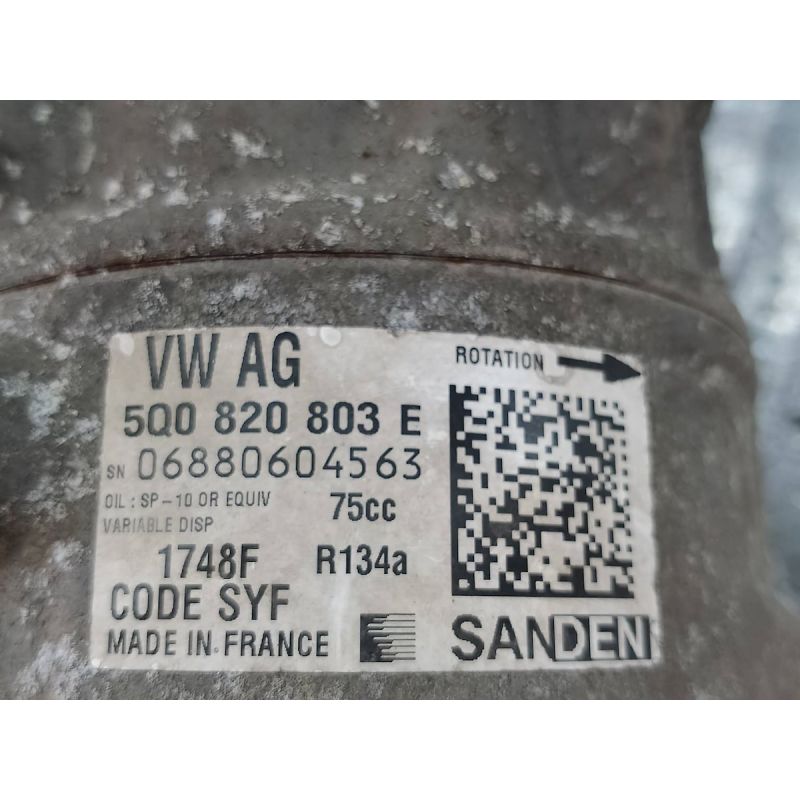 VW AG
ROTATION
5Q0 820 803 E
SN 06880604563
OIL : SP-10 OR EQUIV 75cc
VARIABLE DISP
1748F R134a
CODE SYF
MADE IN FRANCE
SANDEN